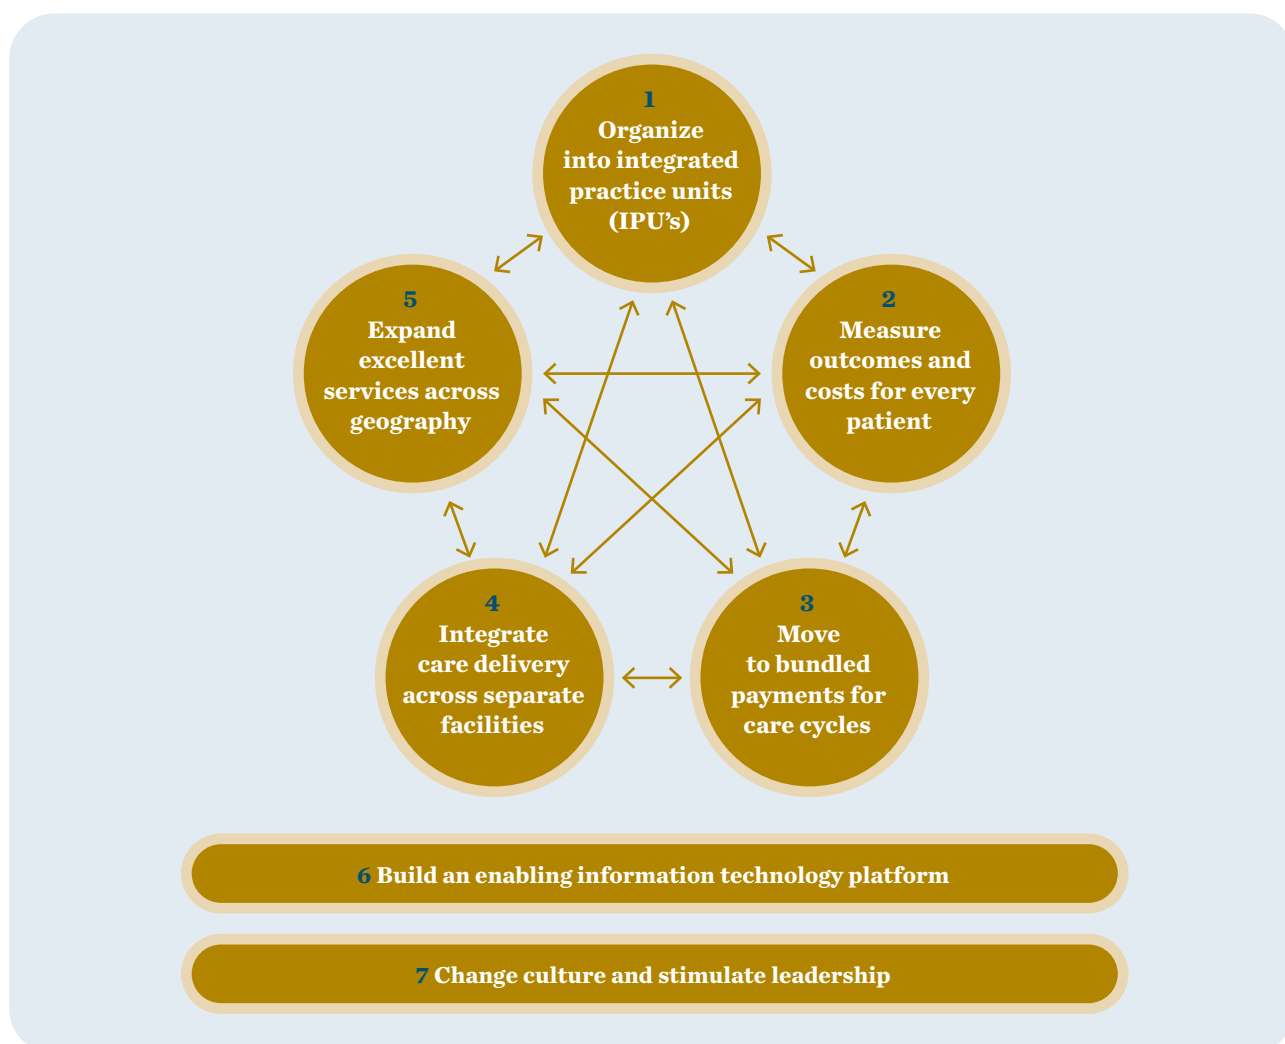 1
Organize
into integrated
practice units
(IPU’s)
2
Measure
outcomes and
costs for every
patient
3
Move
to bundled
payments for
care cycles
4
Integrate
care delivery
across separate
facilities
5
Expand
excellent
services across
geography
6 Build an enabling information technology platform
7 Change culture and stimulate leadership